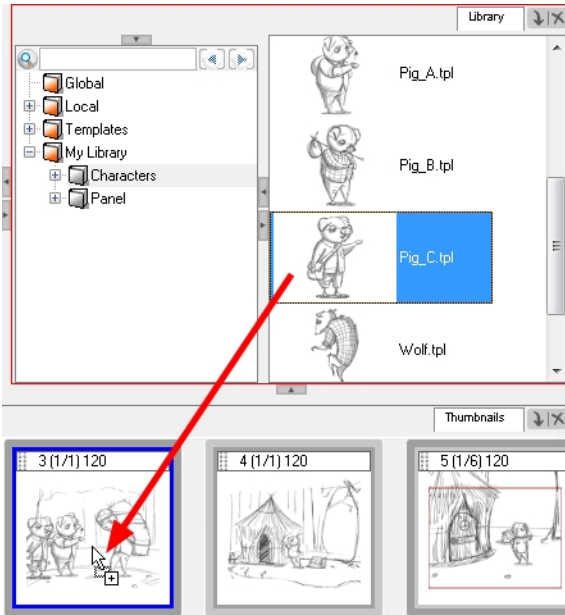 Library
Global
Local
Templates
My Library
Characters
Panel
Pig_A.tpl
Pig_B.tpl
Pig_C.tpl
Wolf.tpl
Thumbnails
3 (1/1) 120
4 (1/1) 120
5 (1/6) 120